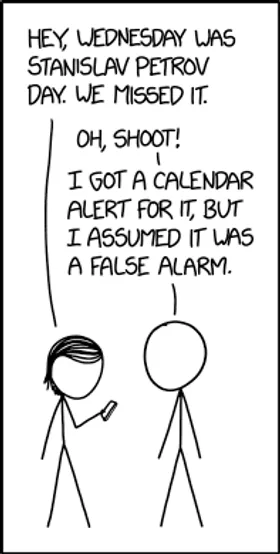 HEY, WEDNESDAY WAS
STANISLAV PETROV
DAY. WE MISSED IT.
OH, SHOOT!
I GOT A CALENDAR
ALERT FOR IT, BUT
I ASSUMED IT WAS
A FALSE ALARM.